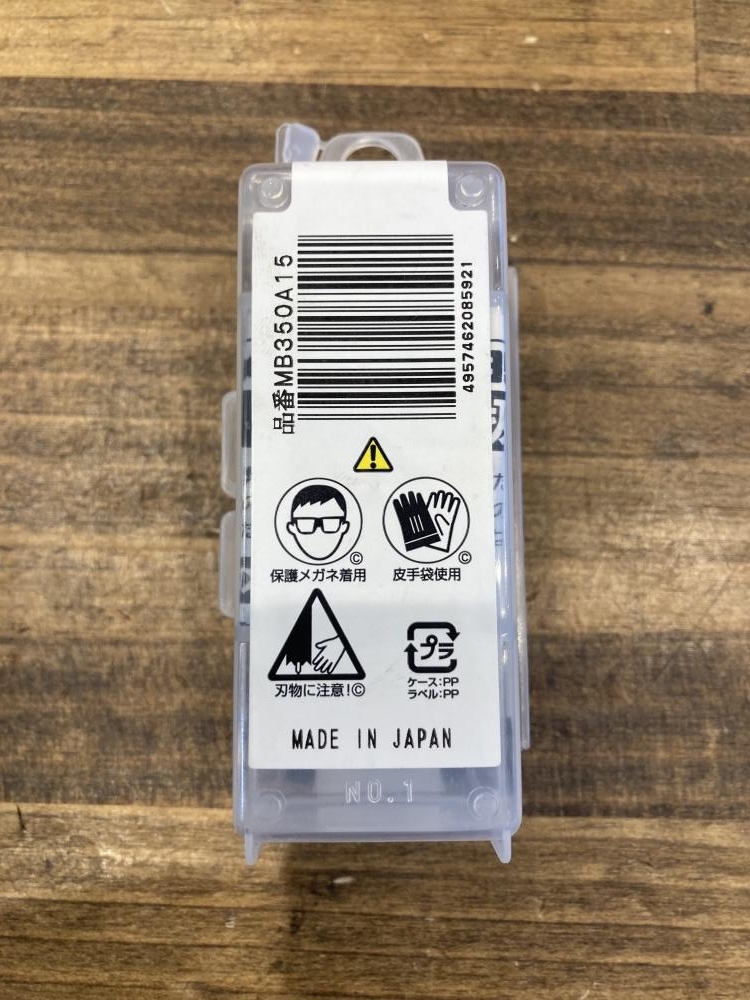 品番MB350A15
4957462085921
保護メガネ着用
©
皮手袋使用
©
刃物に注意!©
プラ
ケース:PP
ラベル:PP
MADE IN JAPAN
NO.1